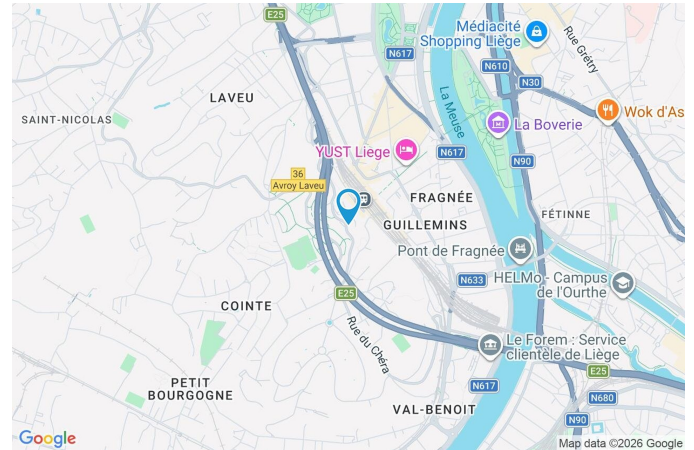 E25
Médiacité
Shopping Liège
Rue Grétry
N617
N610
N30
LAVEU
La Meuse
SAINT-NICOLAS
Wok d'As
La Boverie
YUST Liege
N617
N90
36
Avroy Laveu
FRAGNÉE
FÉTINNE
GUILLEMINS
Pont de Fragnée
HELMo - Campus
de l'Ourthe
N633
E25
COINTE
Rue du Chéra
Le Forem : Service
clientèle de Liège
E25
PETIT
BOURGOGNE
N617
N680
VAL-BENOIT
N90
Google
Map data ©2026 Google